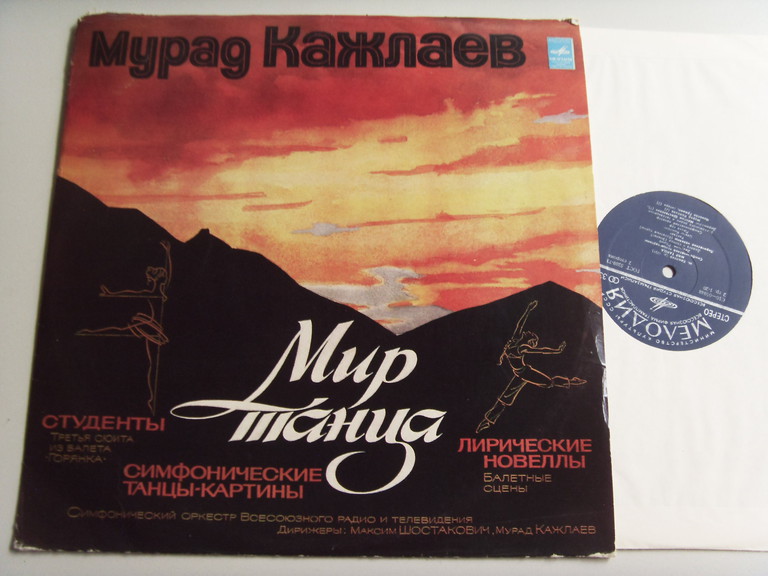 Мурад Кажлаев
Мир
танца
СТУДЕНТЫ
ТРЕТЬЯ СЮИТА
ИЗ БАЛЕТА
«ГОРЯНКА»
СИМФОНИЧЕСКИЕ
ТАНЦЫ-КАРТИНЫ
ЛИРИЧЕСКИЕ
НОВЕЛЛЫ
БАЛЕТНЫЕ
СЦЕНЫ
СИМФОНИЧЕСКИЙ ОРКЕСТР ВСЕСОЮЗНОГО РАДИО И ТЕЛЕВИДЕНИЯ
ДИРИЖЕРЫ: МАКСИМ ШОСТАКОВИЧ, МУРАД КАЖЛАЕВ
МЕЛОДИЯ
СТЕРЕО